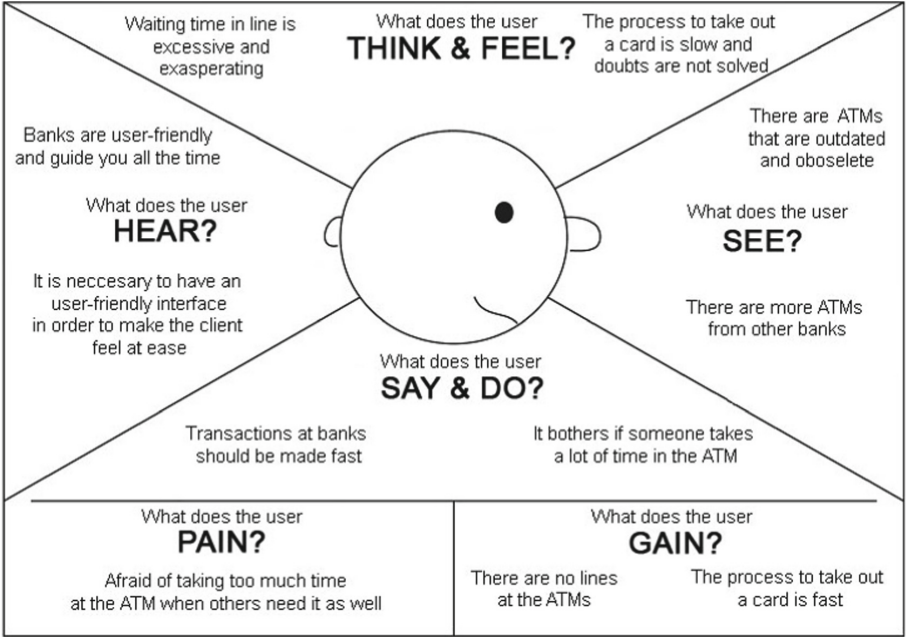 Waiting time in line is
excessive and
exasperating
What does the user
THINK & FEEL?
The process to take out
a card is slow and
doubts are not solved
Banks are user-friendly
and guide you all the time
What does the user
HEAR?
It is neccesary to have an
user-friendly interface
in order to make the client
feel at ease
There are ATMs
that are outdated
and oboselete
What does the user
SEE?
There are more ATMs
from other banks
What does the user
SAY & DO?
Transactions at banks
should be made fast
It bothers if someone takes
a lot of time in the ATM
What does the user
PAIN?
Afraid of taking too much time
at the ATM when others need it as well
What does the user
GAIN?
There are no lines
at the ATMs
The process to take out
a card is fast